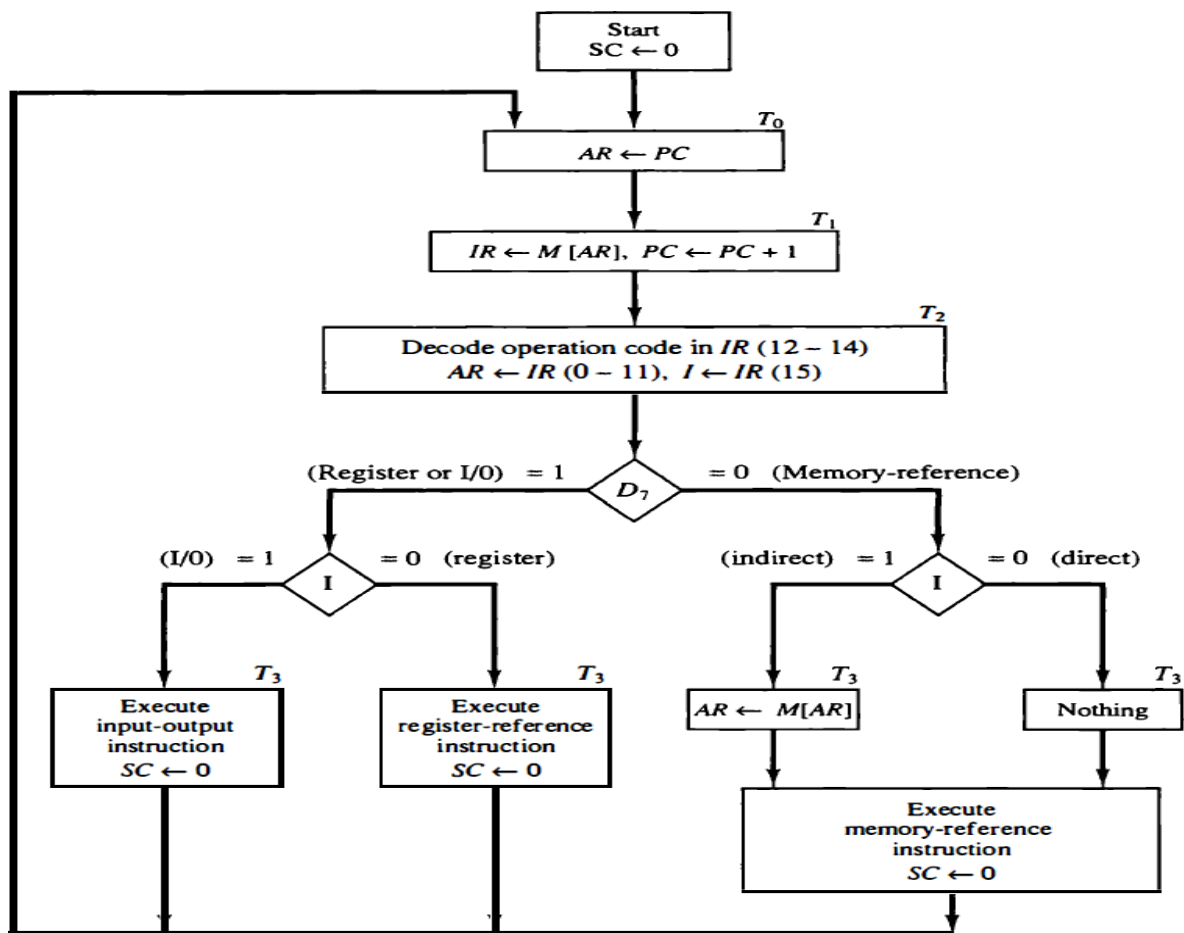 Start
SC ← 0
T₀
AR ← PC
T₁
IR ← M [AR], PC ← PC + 1
T₂
Decode operation code in IR (12 – 14)
AR ← IR (0 – 11), I ← IR (15)
(Register or I/0) = 1
D₇
= 0 (Memory-reference)
(I/0) = 1
I
= 0 (register)
(indirect) = 1
I
= 0 (direct)
T₃
Execute
input-output
instruction
SC ← 0
T₃
Execute
register-reference
instruction
SC ← 0
T₃
AR ← M[AR]
T₃
Nothing
Execute
memory-reference
instruction
SC ← 0